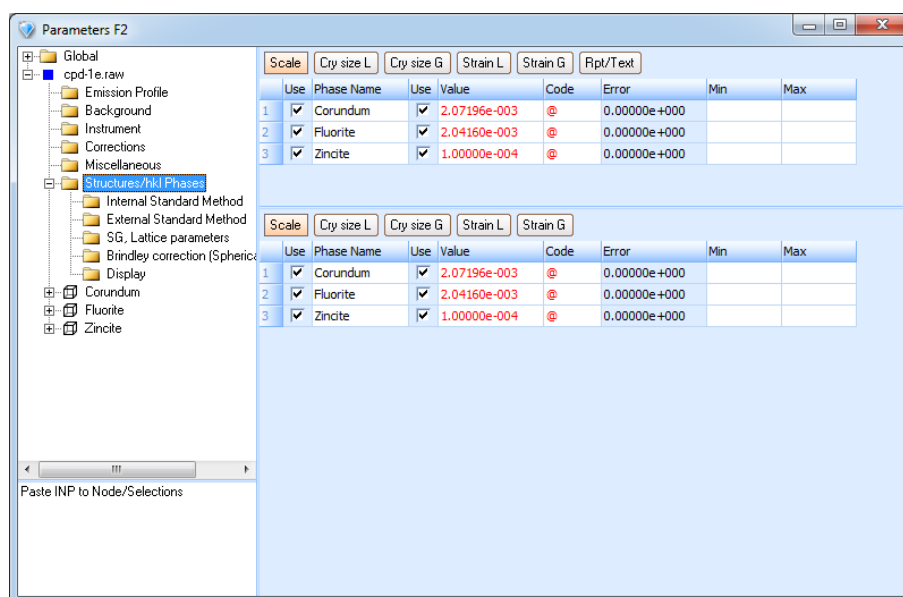 Parameters F2
Global
cpd-1e.raw
Emission Profile
Background
Instrument
Corrections
Miscellaneous
Structures/hkl Phases
Internal Standard Method
External Standard Method
SG, Lattice parameters
Brindley correction (Spherica
Display
Corundum
Fluorite
Zincite
Paste INP to Node/Selections
Scale Cry size L Cry size G Strain L Strain G Rpt/Text
Use Phase Name Use Value Code Error Min Max
1 Corundum 2.07196e-003 @ 0.00000e+000
2 Fluorite 2.04160e-003 @ 0.00000e+000
3 Zincite 1.00000e-004 @ 0.00000e+000
Scale Cry size L Cry size G Strain L Strain G
Use Phase Name Use Value Code Error Min Max
1 Corundum 2.07196e-003 @ 0.00000e+000
2 Fluorite 2.04160e-003 @ 0.00000e+000
3 Zincite 1.00000e-004 @ 0.00000e+000